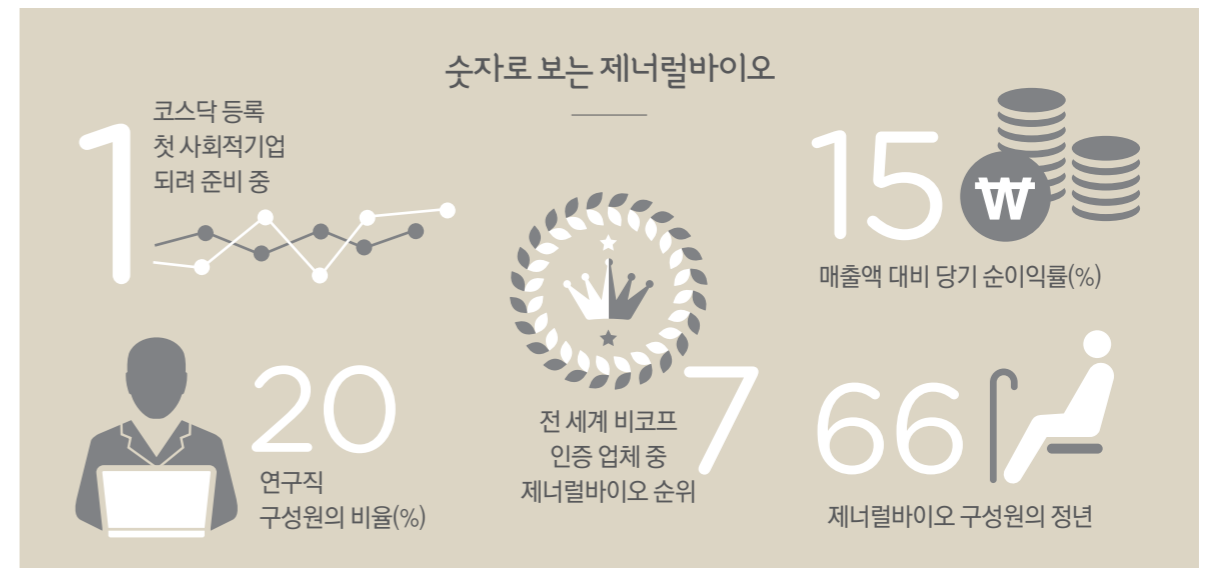 숫자로 보는 제너럴바이오
1
코스닥 등록
첫 사회적기업
되려 준비 중
15
₩
매출액 대비 당기 순이익률(%)
20
연구직
구성원의 비율(%)
7
전 세계 비코프
인증 업체 중
제너럴바이오 순위
66
제너럴바이오 구성원의 정년